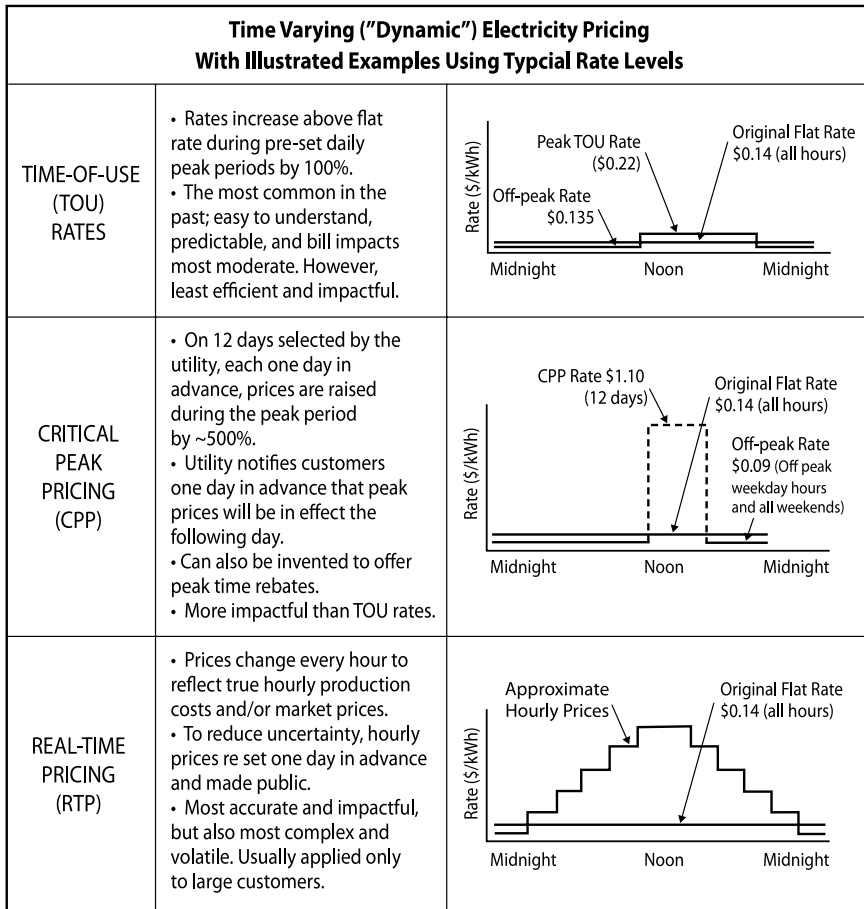 Time Varying ("Dynamic") Electricity Pricing
With Illustrated Examples Using Typcial Rate Levels
TIME-OF-USE
(TOU)
RATES
• Rates increase above flat
rate during pre-set daily
peak periods by 100%.
• The most common in the
past; easy to understand,
predictable, and bill impacts
most moderate. However,
least efficient and impactful.
Rate ($/kWh)
Peak TOU Rate
($0.22)
Original Flat Rate
$0.14 (all hours)
Off-peak Rate
$0.135
Midnight
Noon
Midnight
CRITICAL
PEAK
PRICING
(CPP)
• On 12 days selected by the
utility, each one day in
advance, prices are raised
during the peak period
by ~500%.
• Utility notifies customers
one day in advance that peak
prices will be in effect the
following day.
• Can also be invented to offer
peak time rebates.
• More impactful than TOU rates.
Rate ($/kWh)
CPP Rate $1.10
(12 days)
Original Flat Rate
$0.14 (all hours)
Off-peak Rate
$0.09 (Off peak
weekday hours
and all weekends)
Midnight
Noon
Midnight
REAL-TIME
PRICING
(RTP)
• Prices change every hour to
reflect true hourly production
costs and/or market prices.
• To reduce uncertainty, hourly
prices re set one day in advance
and made public.
• Most accurate and impactful,
but also most complex and
volatile. Usually applied only
to large customers.
Rate ($/kWh)
Approximate
Hourly Prices
Original Flat Rate
$0.14 (all hours)
Midnight
Noon
Midnight